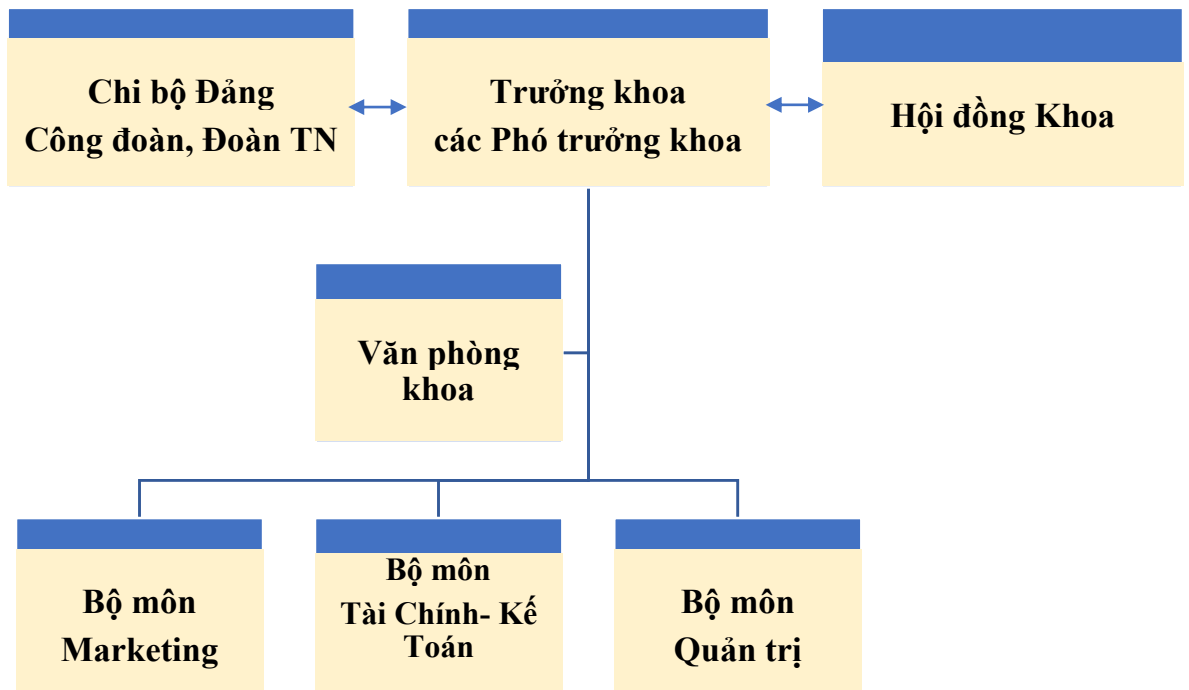 Chi bộ Đảng
Công đoàn, Đoàn TN
Trưởng khoa
các Phó trưởng khoa
Hội đồng Khoa
Văn phòng
khoa
Bộ môn
Marketing
Bộ môn
Tài Chính- Kế
Toán
Bộ môn
Quản trị